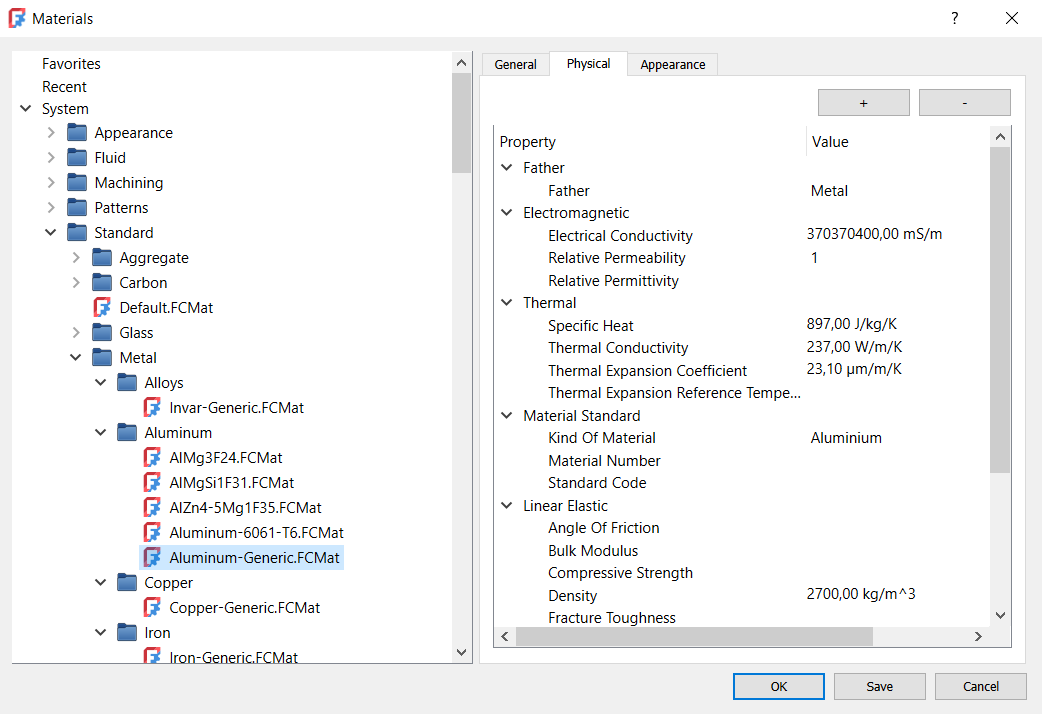 Materials
?
Favorites
Recent
System
Appearance
Fluid
Machining
Patterns
Standard
Aggregate
Carbon
Default.FCMat
Glass
Metal
Alloys
Invar-Generic.FCMat
Aluminum
AlMg3F24.FCMat
AlMgSi1F31.FCMat
AlZn4-5Mg1F35.FCMat
Aluminum-6061-T6.FCMat
Aluminum-Generic.FCMat
Copper
Copper-Generic.FCMat
Iron
Iron-Generic.FCMat
General Physical Appearance
+ -
Property Value
Father
Father Metal
Electromagnetic
Electrical Conductivity 370370400,00 mS/m
Relative Permeability 1
Relative Permittivity
Thermal
Specific Heat 897,00 J/kg/K
Thermal Conductivity 237,00 W/m/K
Thermal Expansion Coefficient 23,10 µm/m/K
Thermal Expansion Reference Tempe...
Material Standard
Kind Of Material Aluminium
Material Number
Standard Code
Linear Elastic
Angle Of Friction
Bulk Modulus
Compressive Strength
Density 2700,00 kg/m^3
Fracture Toughness
OK Save Cancel